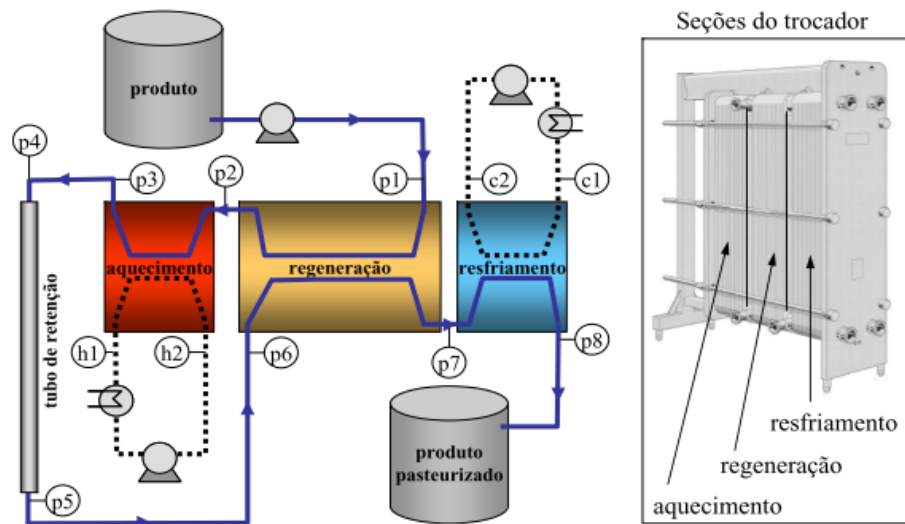 Seções do trocador
produto
p4
p3
p2
p1
c2
c1
aquecimento
regeneração
resfriamento
tubo de retenção
h1
h2
p6
p7
p8
p5
produto
pasteurizado
resfriamento
regeneração
aquecimento